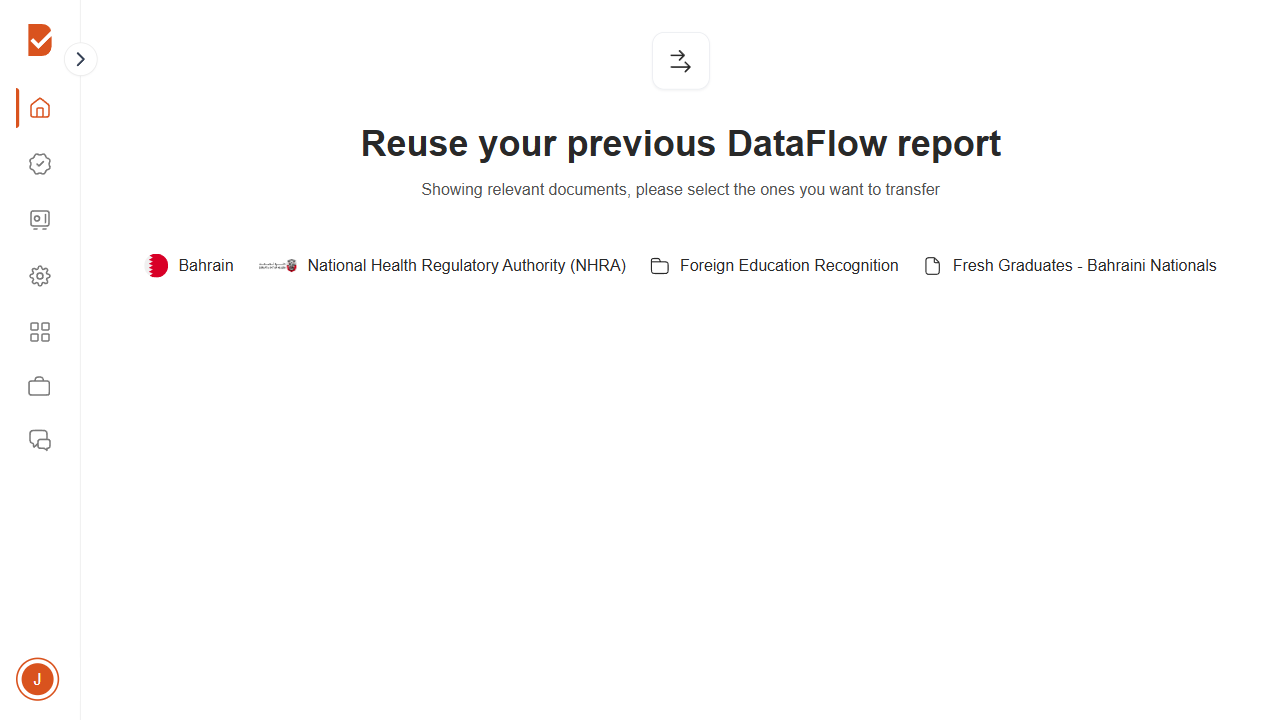 Reuse your previous DataFlow report
Showing relevant documents, please select the ones you want to transfer
Bahrain
National Health Regulatory Authority (NHRA)
Foreign Education Recognition
Fresh Graduates - Bahraini Nationals
J